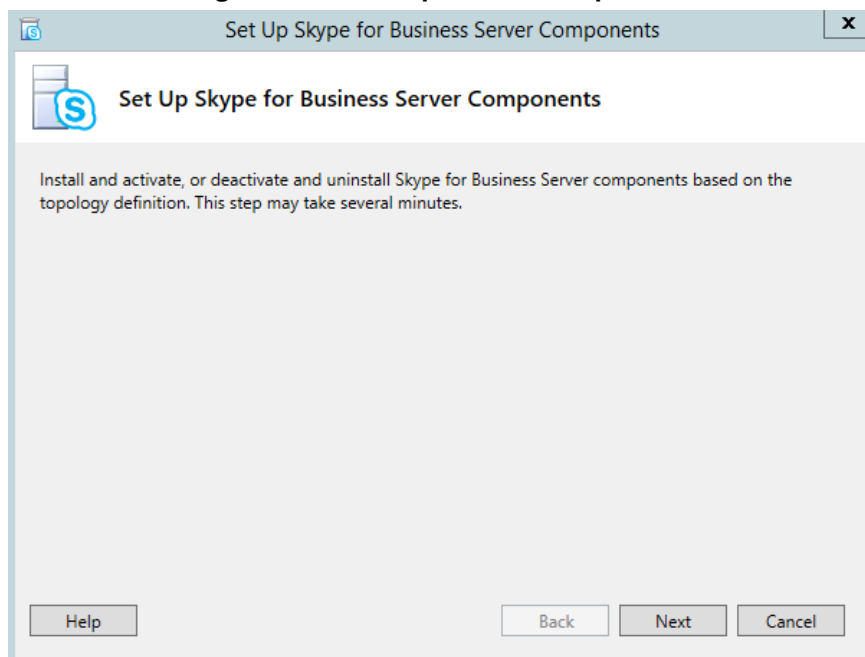 Set Up Skype for Business Server Components
x
Set Up Skype for Business Server Components
Install and activate, or deactivate and uninstall Skype for Business Server components based on the
topology definition. This step may take several minutes.
Help
Back
Next
Cancel